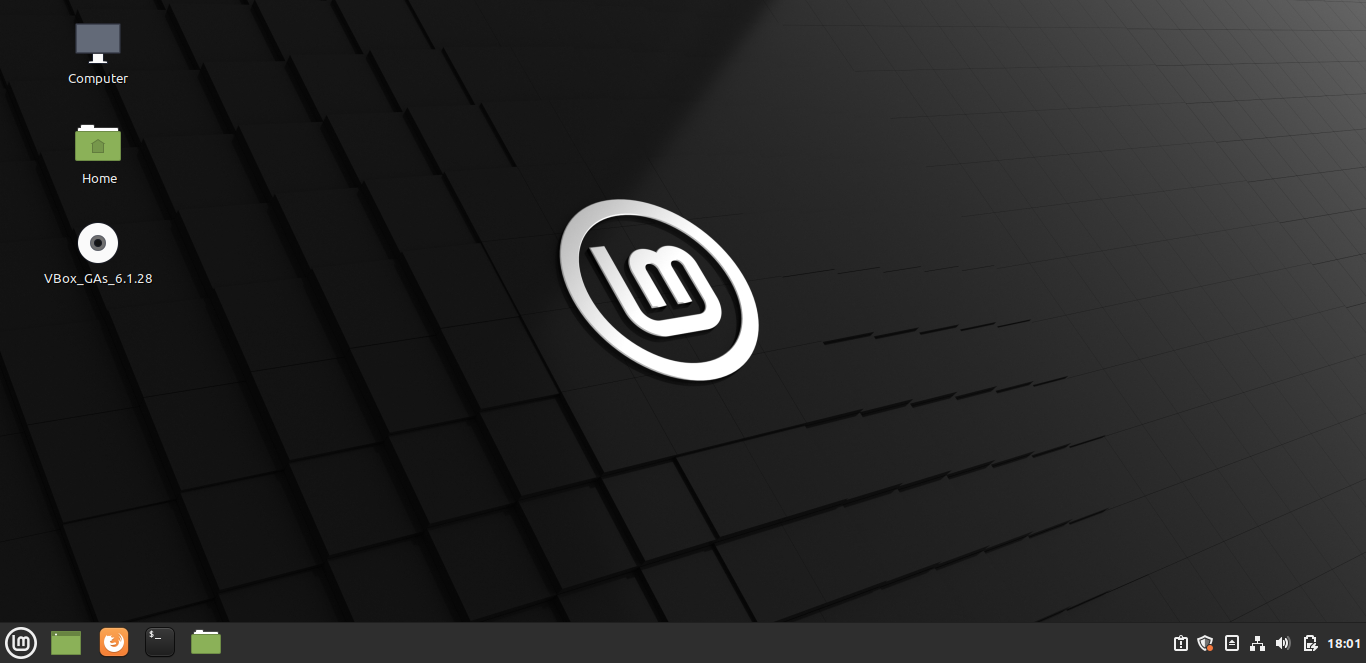 Computer
Home
VBox_GAs_6.1.28
$_
18:01